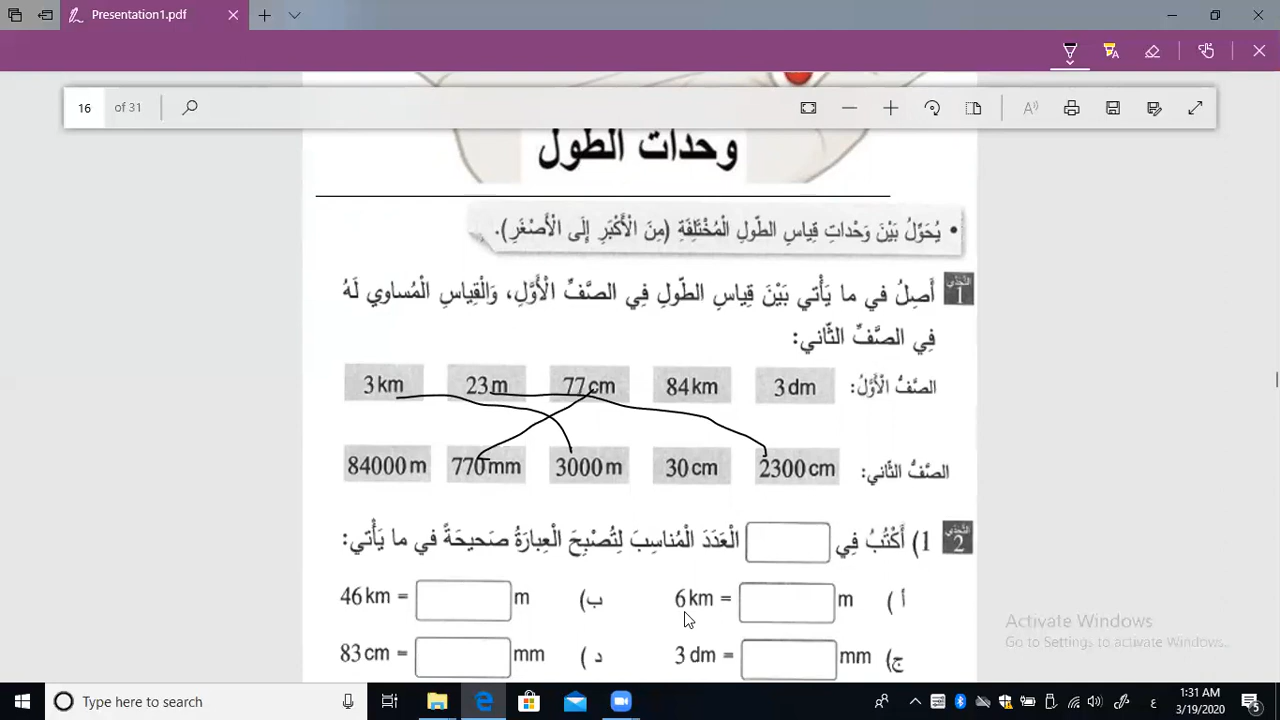 Presentation1.pdf
16 of 31
وحدات الطول
• يُحَوِّلُ بَيْنَ وَحْداتِ قِياسِ الطّولِ الْمُخْتَلِفَةِ (مِنَ الْأَكْبَرِ إِلَى الْأَصْغَرِ).
التَّحَدّي 1 أَصِلُ في ما يَأْتي بَيْنَ قِياسِ الطّولِ فِي الصَّفِّ الْأَوَّلِ، وَالْقِياسِ الْمُساوي لَهُ
فِي الصَّفِّ الثّاني:
الصَّفُّ الْأَوَّلُ: 3 km 23 m 77 cm 84 km 3 dm
الصَّفُّ الثّاني: 84000 m 770 mm 3000 m 30 cm 2300 cm
التَّحَدّي 2 1) أَكْتُبُ فِي الْعَدَدَ الْمُناسِبَ لِتُصْبِحَ الْعِبارَةُ صَحيحَةً في ما يَأْتي:
أ ) 6 km = m ب) 46 km = m
ج) 3 dm = mm د ) 83 cm = mm
Activate Windows
Go to Settings to activate Windows.
Type here to search
ع
1:31 AM
3/19/2020
5